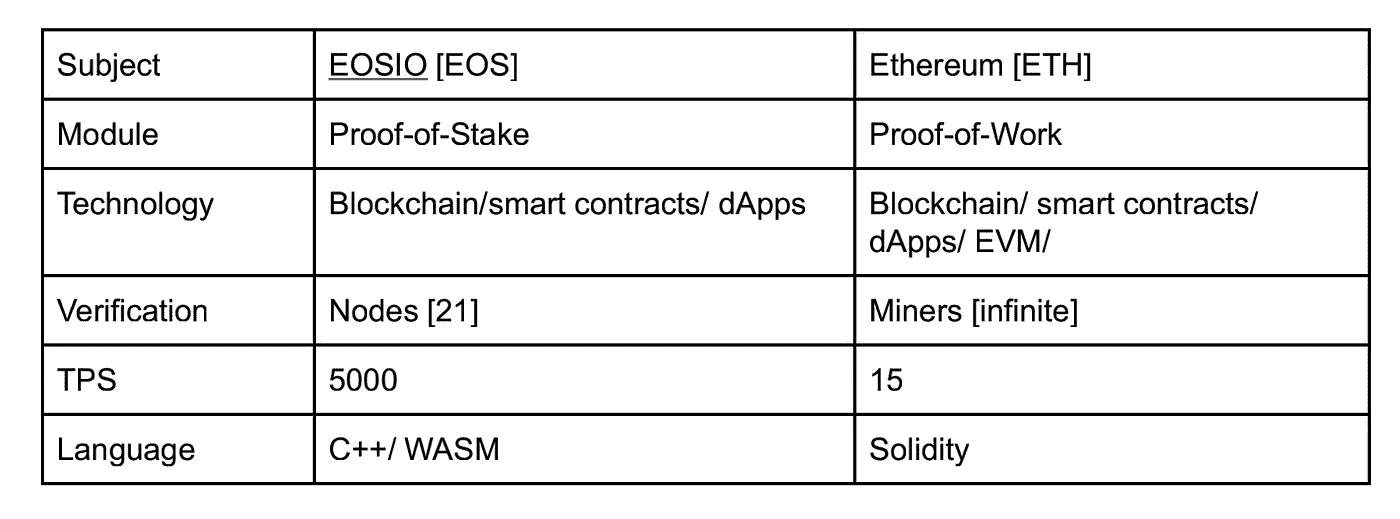 Subject EOSIO [EOS] Ethereum [ETH]
Module Proof-of-Stake Proof-of-Work
Technology Blockchain/smart contracts/ dApps Blockchain/ smart contracts/
dApps/ EVM/
Verification Nodes [21] Miners [infinite]
TPS 5000 15
Language C++/ WASM Solidity